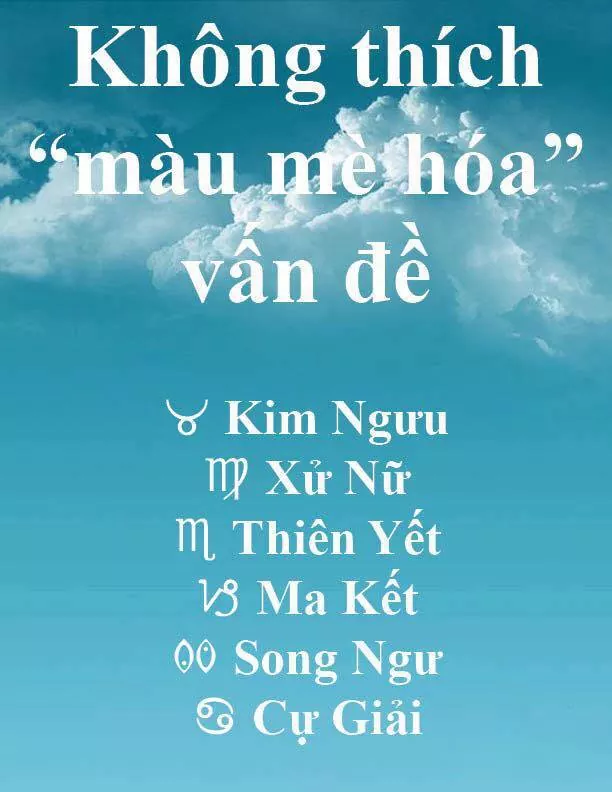 Không thích
“màu mè hóa”
vấn đề
♉ Kim Ngưu
♍ Xử Nữ
♏ Thiên Yết
♑ Ma Kết
♓ Song Ngư
♋ Cự Giải